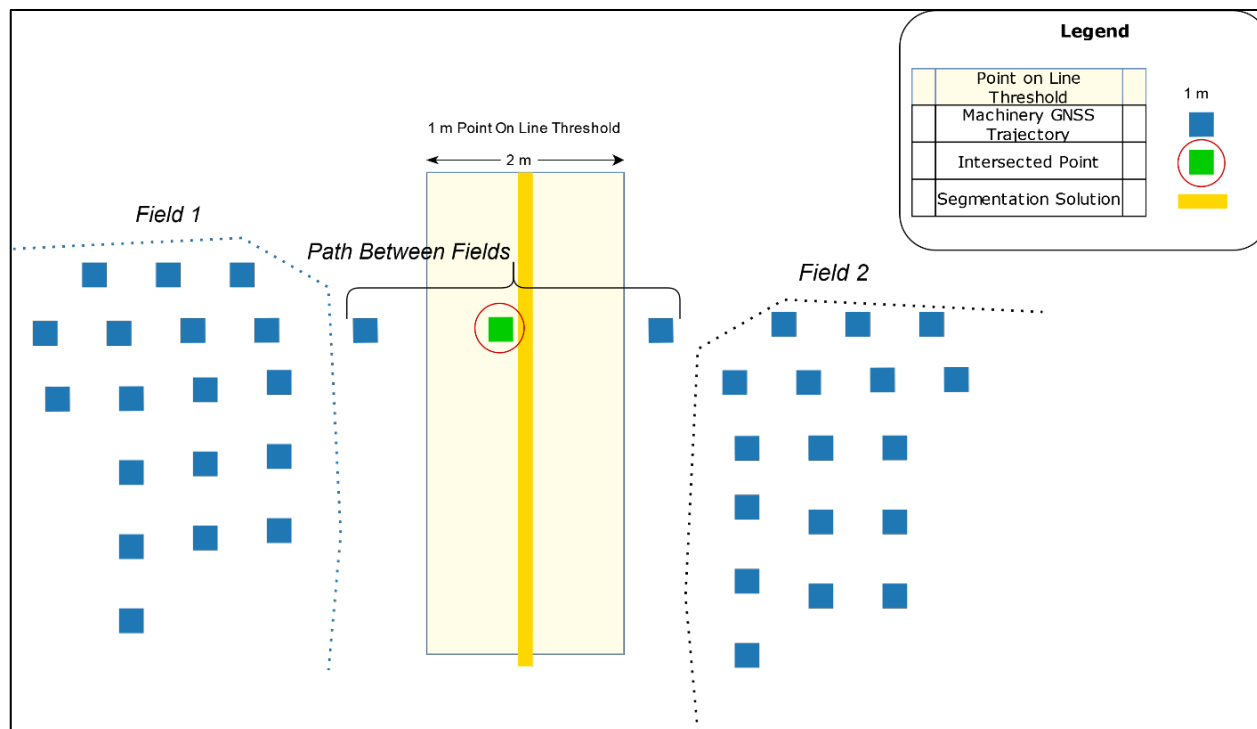 Legend
Point on Line
Threshold
1 m
Machinery GNSS
Trajectory
Intersected Point
Segmentation Solution
1 m Point On Line Threshold
2 m
Field 1
Path Between Fields
Field 2